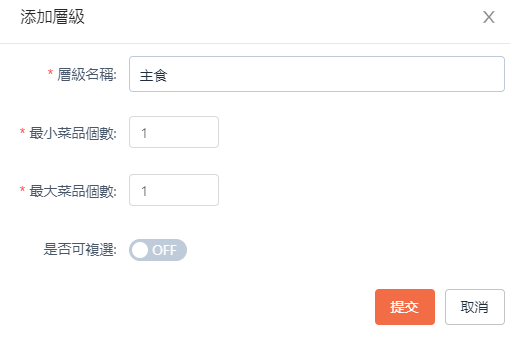 添加層級
* 層級名稱: 主食
* 最小菜品個數: 1
* 最大菜品個數: 1
是否可複選: OFF
提交 取消